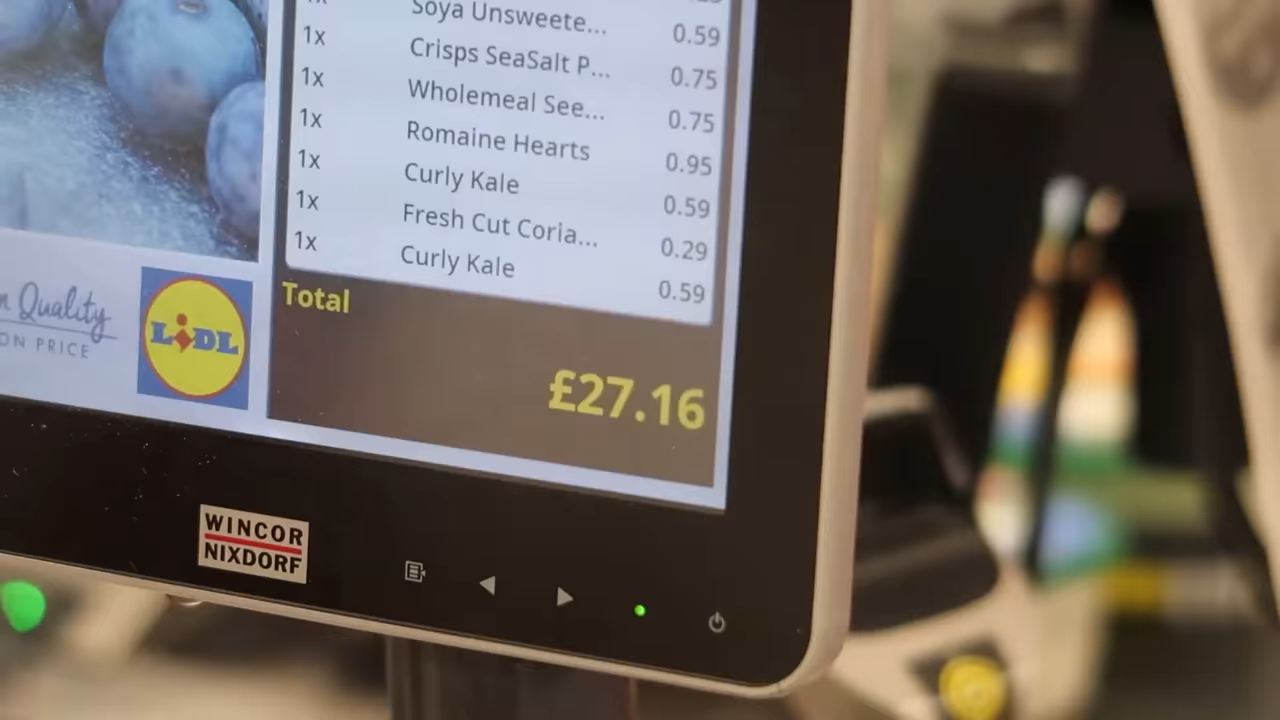 Soya Unsweete... 0.59
1x Crisps SeaSalt P... 0.75
1x Wholemeal See... 0.75
1x Romaine Hearts 0.95
1x Curly Kale 0.59
1x Fresh Cut Coria... 0.29
1x Curly Kale 0.59
Total
£27.16
Quality
ON PRICE
LIDL
WINCOR
NIXDORF